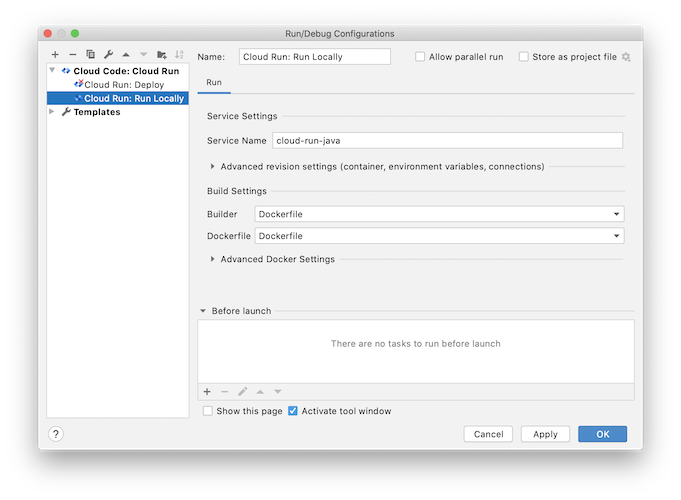 Run/Debug Configurations
Name: Cloud Run: Run Locally Allow parallel run Store as project file
Cloud Code: Cloud Run
Cloud Run: Deploy
Cloud Run: Run Locally
Templates
Run
Service Settings
Service Name cloud-run-java
Advanced revision settings (container, environment variables, connections)
Build Settings
Builder Dockerfile
Dockerfile Dockerfile
Advanced Docker Settings
Before launch
There are no tasks to run before launch
Show this page Activate tool window
? Cancel Apply OK